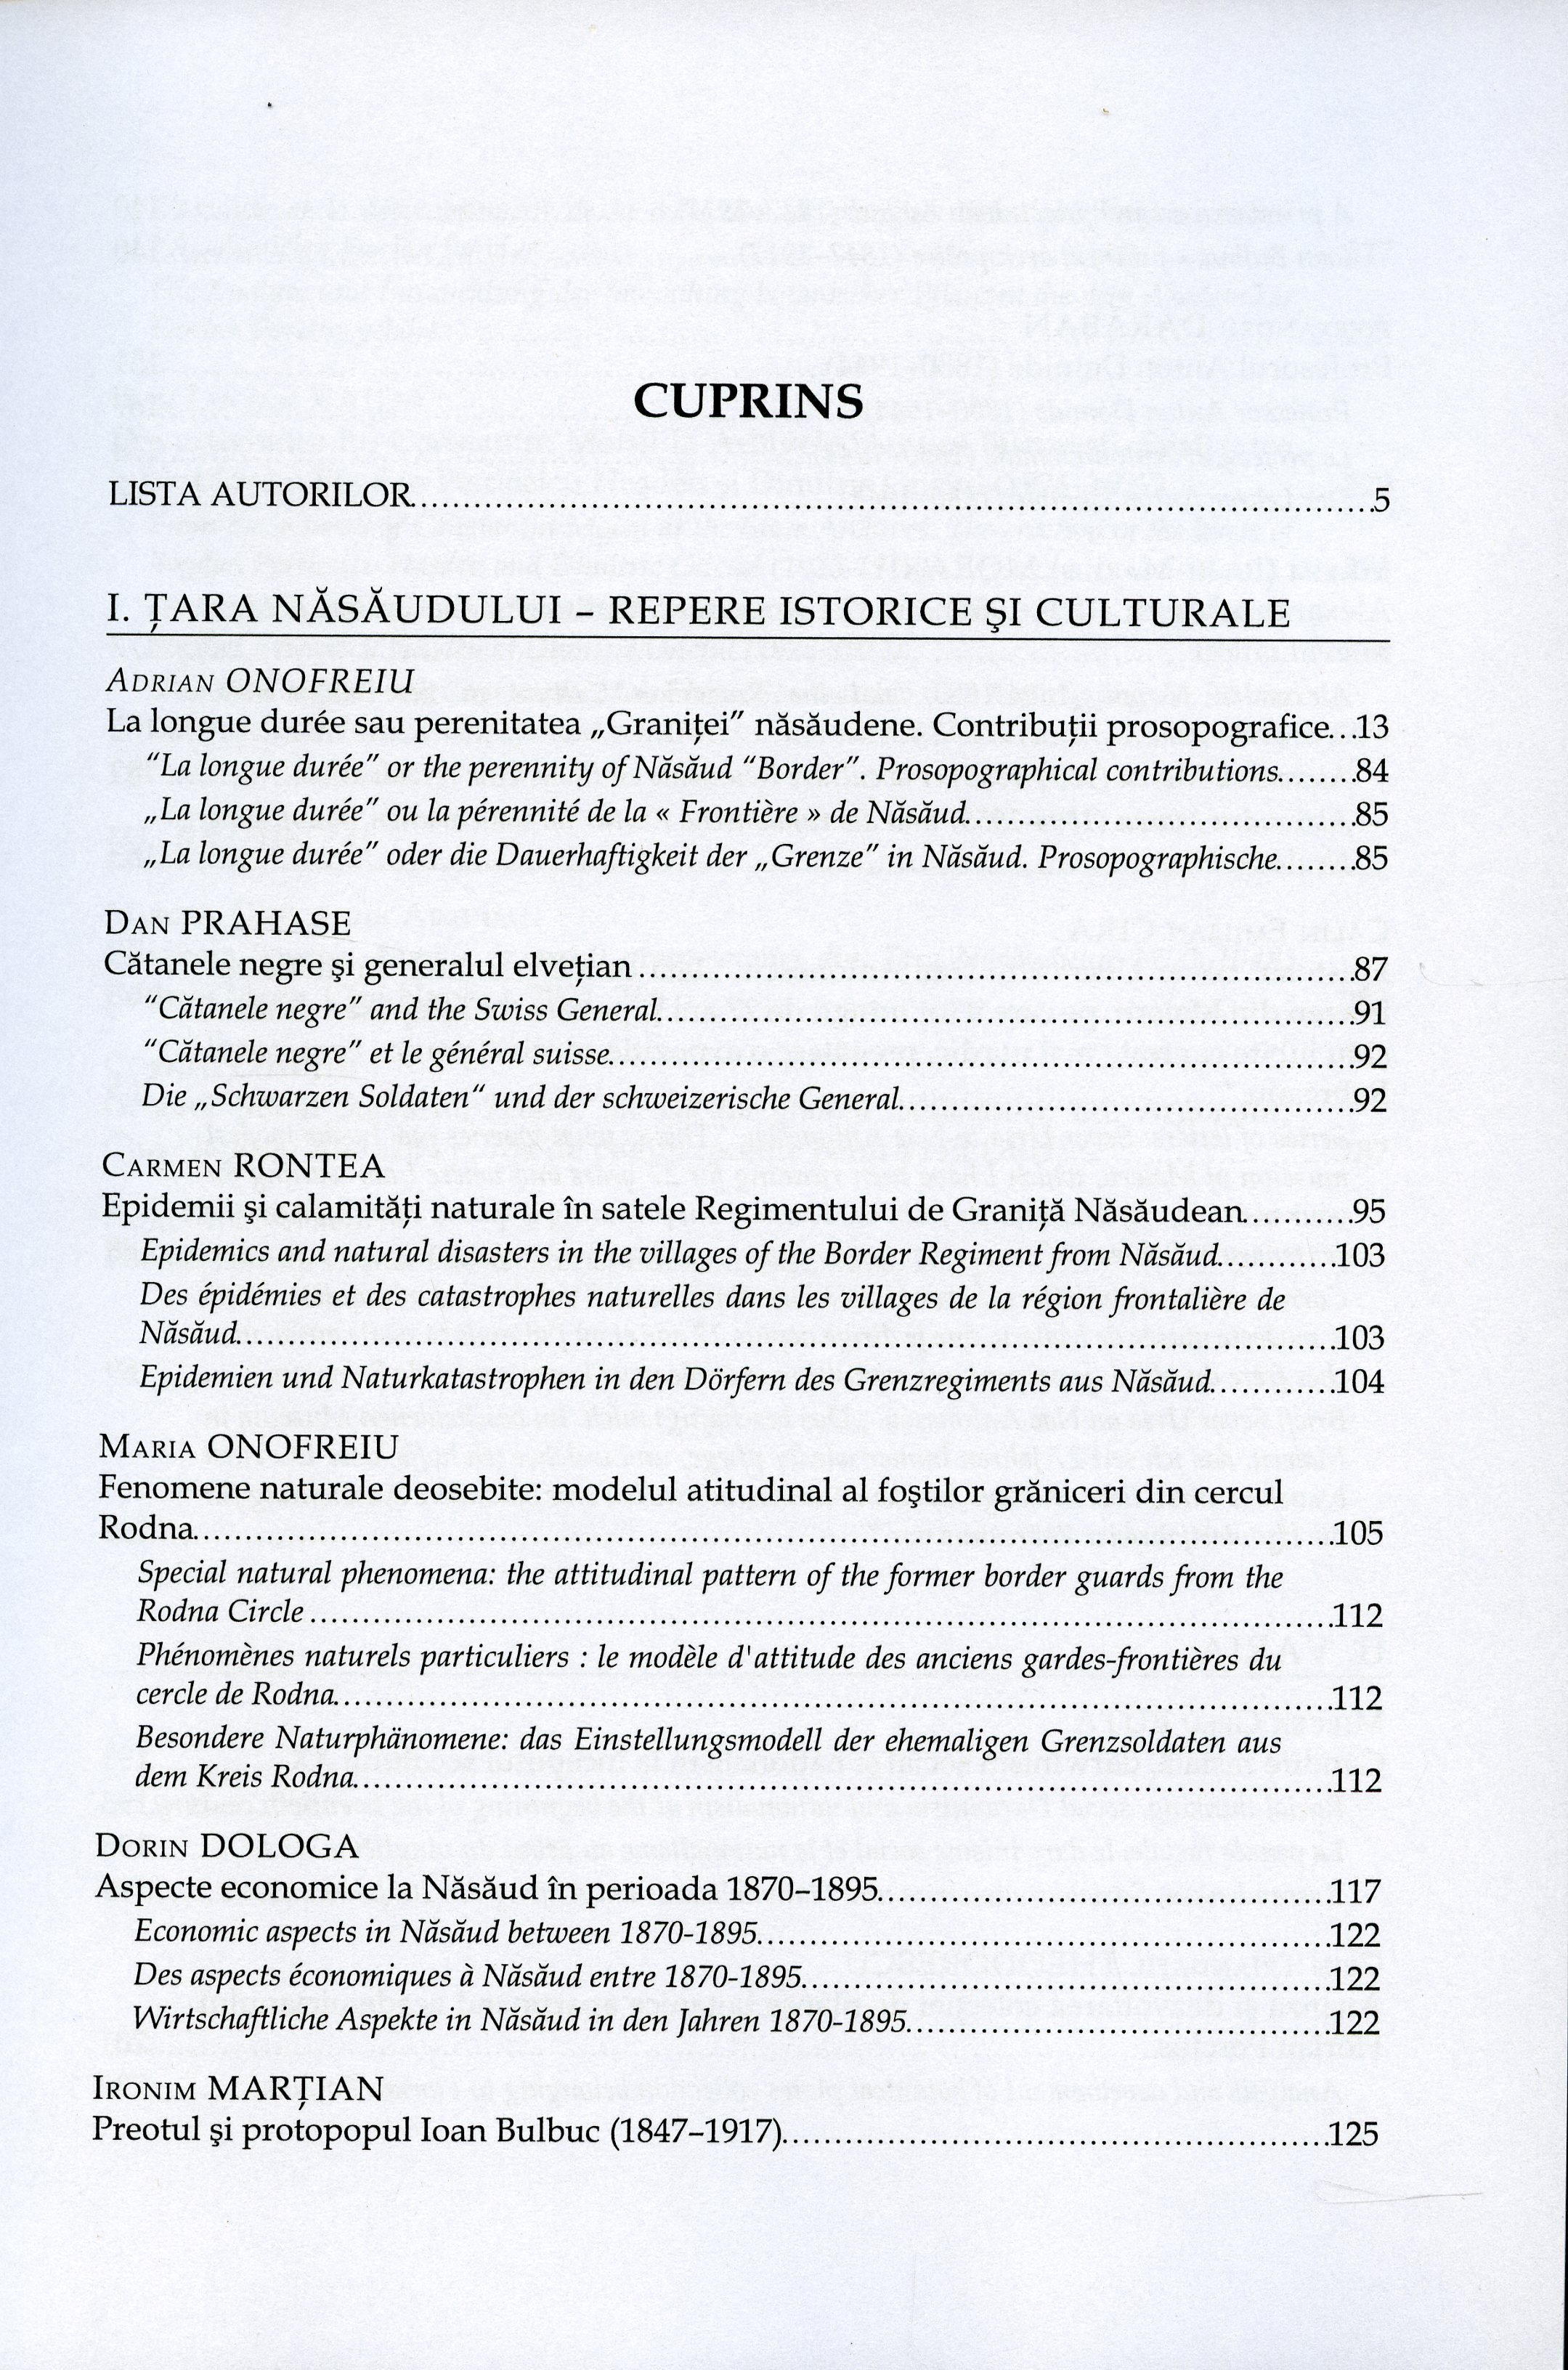 CUPRINS
LISTA AUTORILOR..........5
I. ȚARA NĂSĂUDULUI – REPERE ISTORICE ŞI CULTURALE
ADRIAN ONOFREIU
La longue durée sau perenitatea „Graniței” năsăudene. Contribuții prosopografice...13
“La longue durée” or the perennity of Năsăud “Border”. Prosopographical contributions........84
„La longue durée” ou la pérennité de la « Frontière » de Năsăud..........85
„La longue durée” oder die Dauerhaftigkeit der „Grenze” in Năsăud. Prosopographische........85
DAN PRAHASE
Cătanele negre şi generalul elvețian ..........87
“Cătanele negre” and the Swiss General..........91
“Cătanele negre” et le général suisse..........92
Die „Schwarzen Soldaten“ und der schweizerische General..........92
CARMEN RONTEA
Epidemii şi calamități naturale în satele Regimentului de Graniță Năsăudean...........95
Epidemics and natural disasters in the villages of the Border Regiment from Năsăud............103
Des épidémies et des catastrophes naturelles dans les villages de la région frontalière de
Năsăud..........103
Epidemien und Naturkatastrophen in den Dörfern des Grenzregiments aus Năsăud............104
MARIA ONOFREIU
Fenomene naturale deosebite: modelul atitudinal al foştilor grăniceri din cercul
Rodna..........105
Special natural phenomena: the attitudinal pattern of the former border guards from the
Rodna Circle ..........112
Phénomènes naturels particuliers : le modèle d'attitude des anciens gardes-frontières du
cercle de Rodna..........112
Besondere Naturphänomene: das Einstellungsmodell der ehemaligen Grenzsoldaten aus
dem Kreis Rodna..........112
DORIN DOLOGA
Aspecte economice la Năsăud în perioada 1870–1895..........117
Economic aspects in Năsăud between 1870-1895..........122
Des aspects économiques à Năsăud entre 1870-1895..........122
Wirtschaftliche Aspekte in Năsăud in den Jahren 1870-1895..........122
IRONIM MARȚIAN
Preotul şi protopopul Ioan Bulbuc (1847–1917)..........125